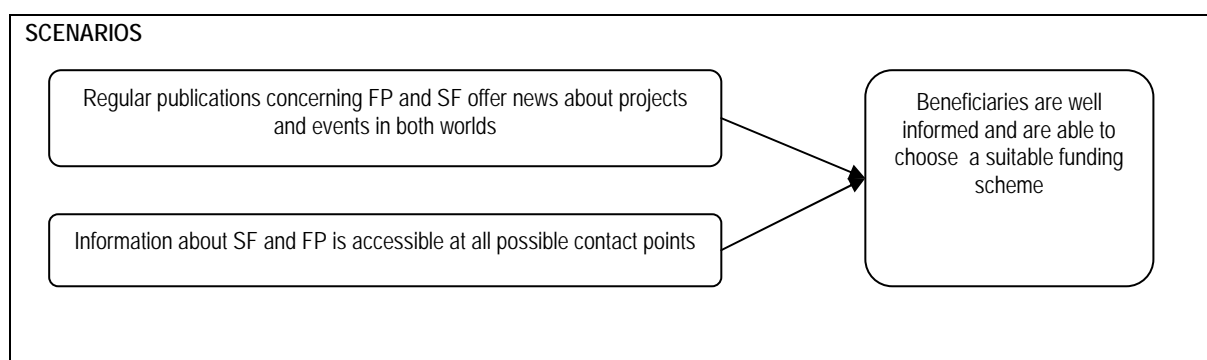 SCENARIOS
Regular publications concerning FP and SF offer news about projects
and events in both worlds
Information about SF and FP is accessible at all possible contact points
Beneficiaries are well
informed and are able to
choose a suitable funding
scheme